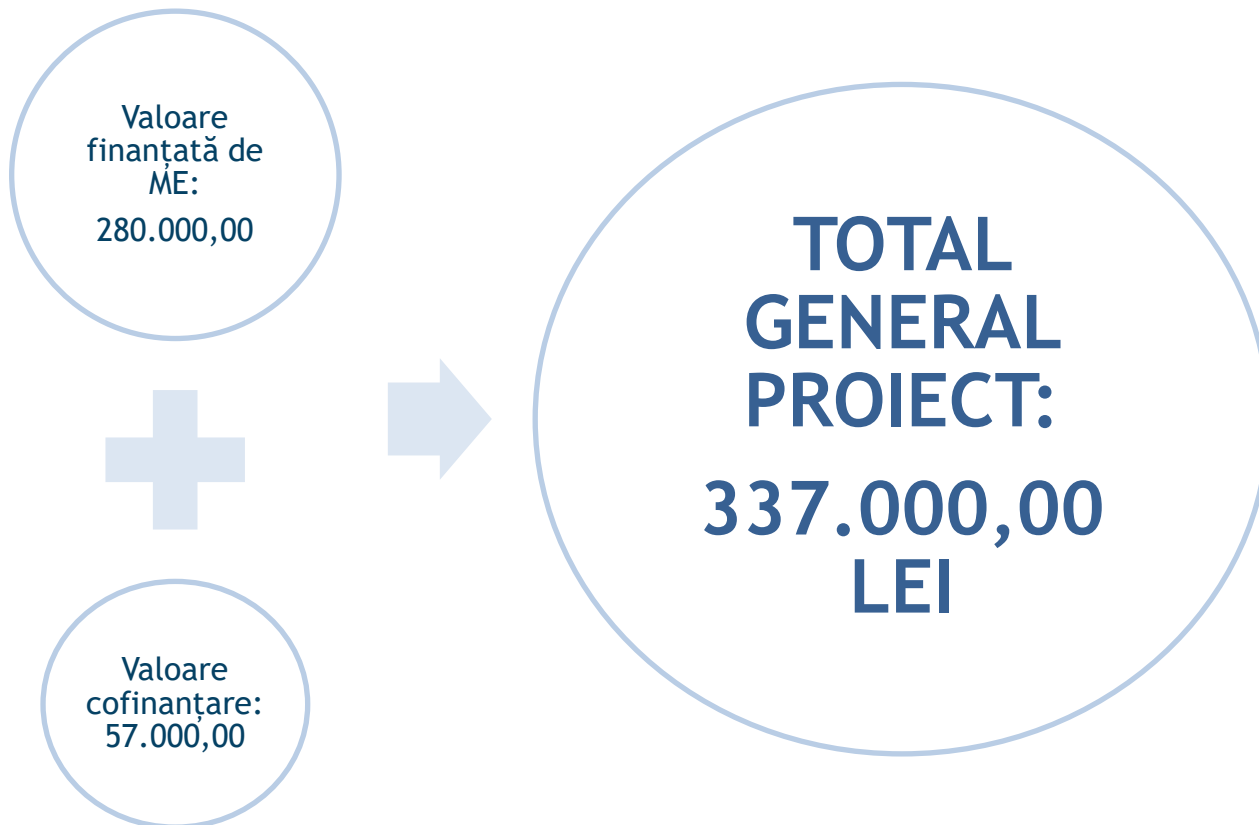 Valoare
finanțată de
ME:
280.000,00
Valoare
cofinanțare:
57.000,00
TOTAL
GENERAL
PROIECT:
337.000,00
LEI